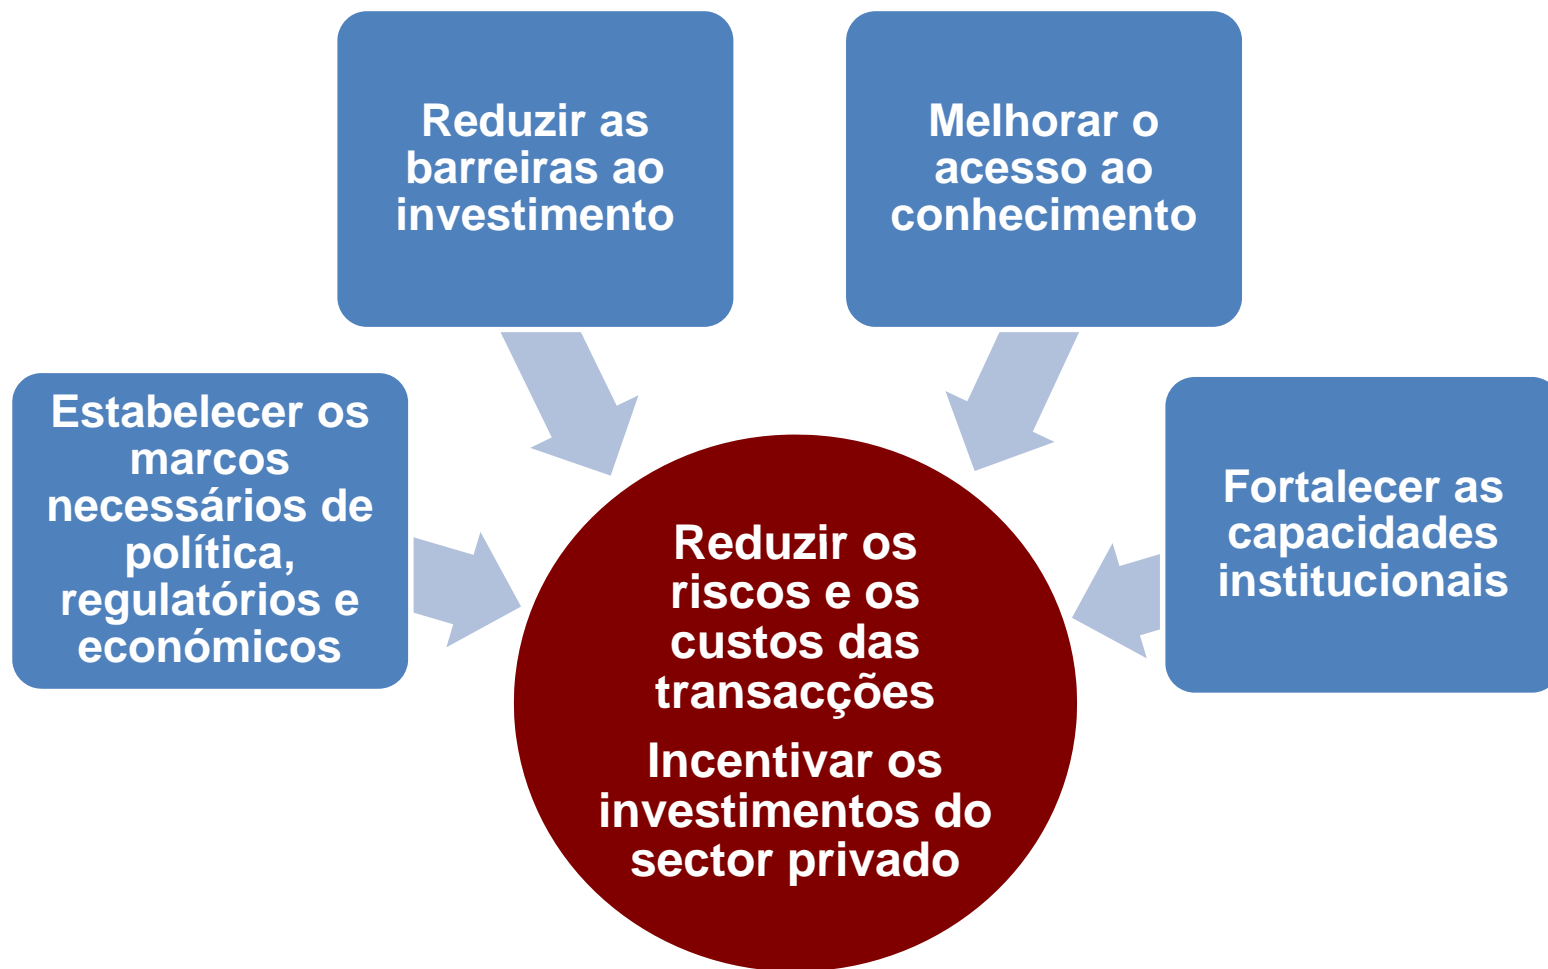 Reduzir as
barreiras ao
investimento
Melhorar o
acesso ao
conhecimento
Estabelecer os
marcos
necessários de
política,
regulatórios e
económicos
Fortalecer as
capacidades
institucionais
Reduzir os
riscos e os
custos das
transacções
Incentivar os
investimentos do
sector privado